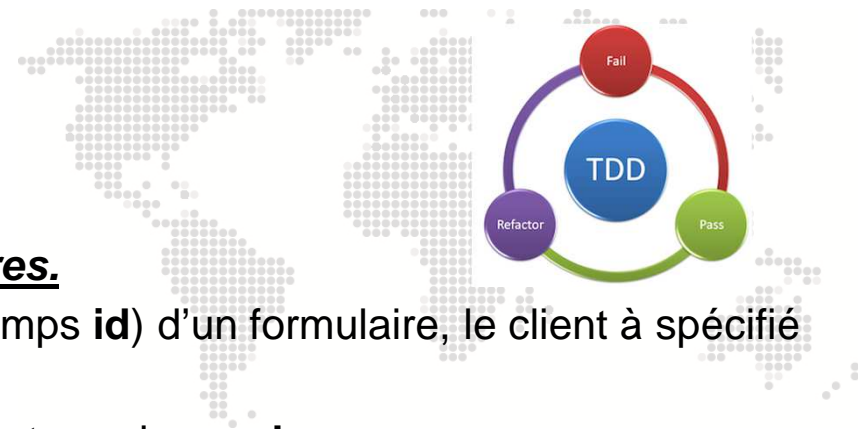 Fail
TDD
Refactor
Pass
res.
mps id) d’un formulaire, le client à spécifié